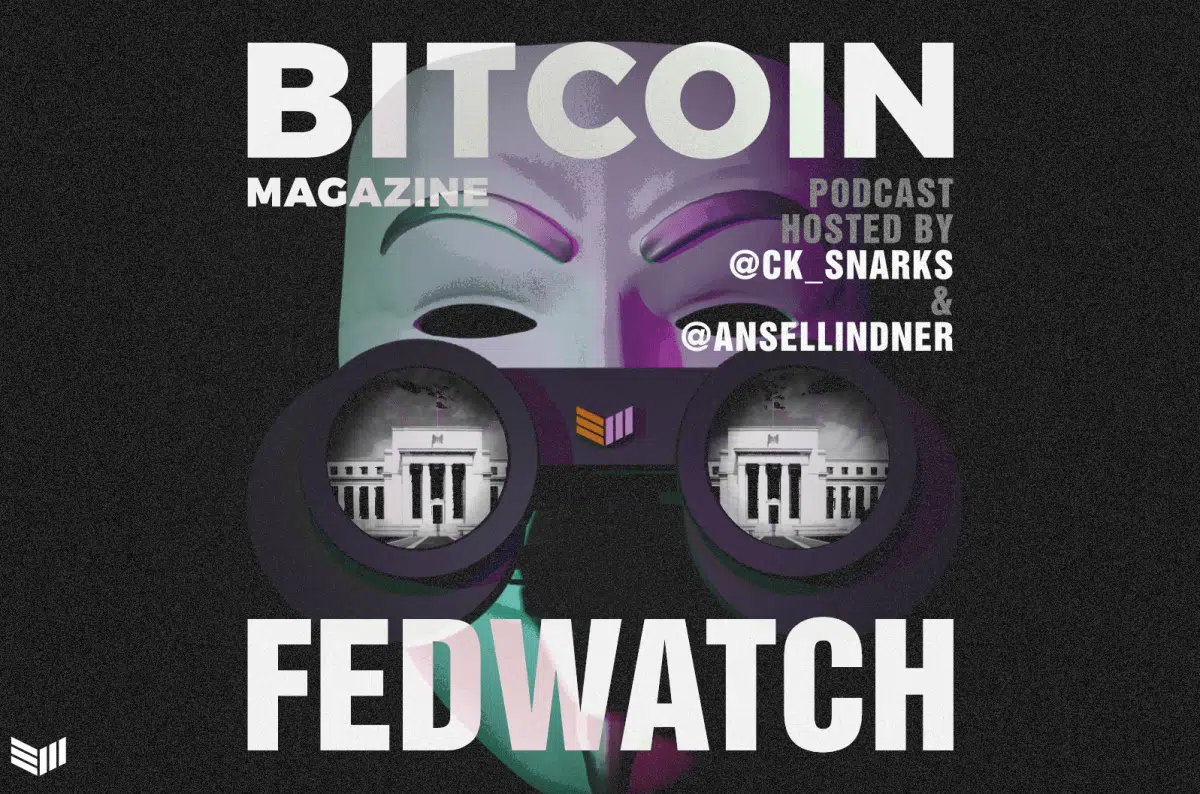 BITCOIN
MAGAZINE
PODCAST
HOSTED BY
@CK_SNARKS
&
@ANSELLINDNER
FEDWATCH